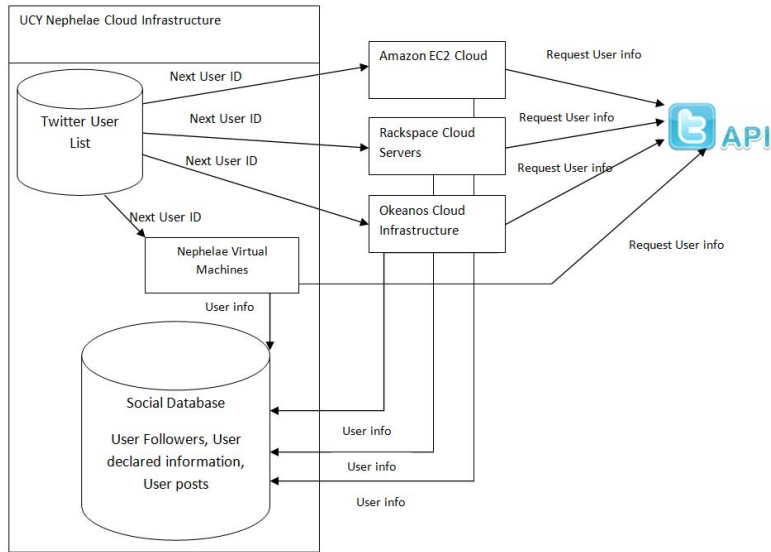 UCY Nephelae Cloud Infrastructure
Twitter User
List
Next User ID
Next User ID
Next User ID
Next User ID
Amazon EC2 Cloud
Rackspace Cloud
Servers
Okeanos Cloud
Infrastructure
Request User info
Request User info
Request User info
Request User info
API
Nephelae Virtual
Machines
User info
Social Database
User Followers, User
declared information,
User posts
User info
User info
User info